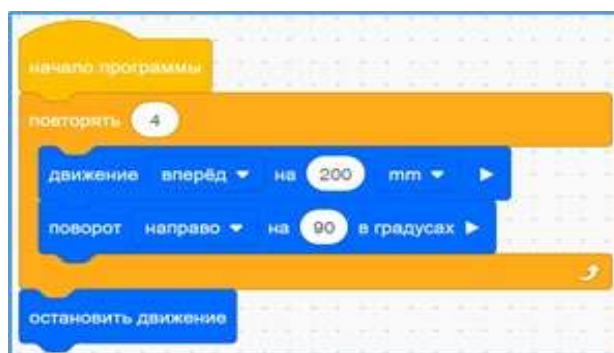 начало программы
повторять 4
движение вперёд на 200 mm
поворот направо на 90 в градусах
остановить движение